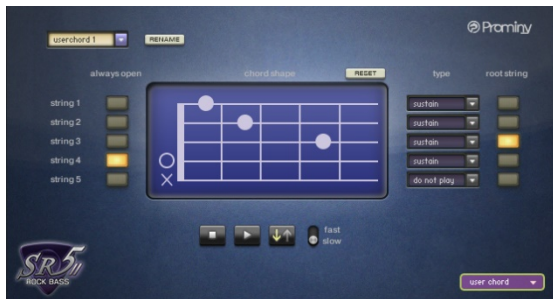 userchord 1
RENAME
Prominy
always open
chord shape
RESET
type
root string
string 1
sustain
string 2
sustain
string 3
sustain
string 4
sustain
string 5
do not play
fast
slow
SR5
ROCK BASS
user chord